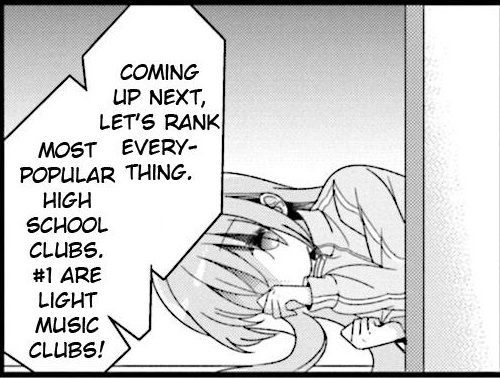 COMING
UP NEXT,
LET'S RANK
EVERY-
THING.
MOST
POPULAR
HIGH
SCHOOL
CLUBS.
#1 ARE
LIGHT
MUSIC
CLUBS!